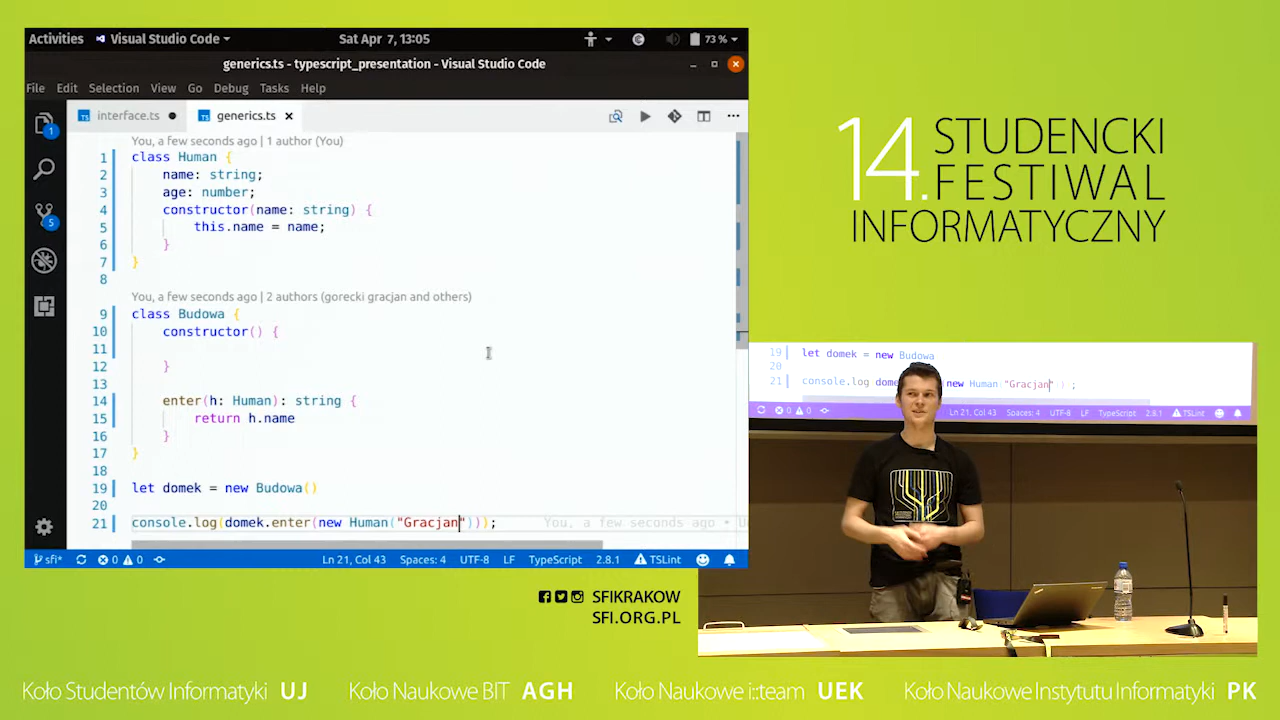 Activities Visual Studio Code Sat Apr 7, 13:05 73 %
generics.ts - typescript_presentation - Visual Studio Code
File Edit Selection View Go Debug Tasks Help
interface.ts generics.ts
1
5
You, a few seconds ago | 1 author (You)
1 class Human {
2 name: string;
3 age: number;
4 constructor(name: string) {
5 this.name = name;
6 }
7 }
8
You, a few seconds ago | 2 authors (gorecki gracjan and others)
9 class Budowa {
10 constructor() {
11
12 }
13
14 enter(h: Human): string {
15 return h.name
16 }
17 }
18
19 let domek = new Budowa()
20
21 console.log(domek.enter(new Human("Gracjan"))); You, a few seconds ago •
sfi* 0 0 Ln 21, Col 43 Spaces: 4 UTF-8 LF TypeScript 2.8.1 TSLint
14. STUDENCKI
FESTIWAL
INFORMATYCZNY
19 let domek = new Budowa
20
21 console.log new Human "Gracjan") ;
0 0 Ln 21, Col 43 Spaces: 4 UTF-8 LF TypeScript 2.8.1 TSLint
SFIKRAKOW
SFI.ORG.PL
Koło Studentów Informatyki UJ Koło Naukowe BIT AGH Koło Naukowe i::team UEK Koło Naukowe Instytutu Informatyki PK